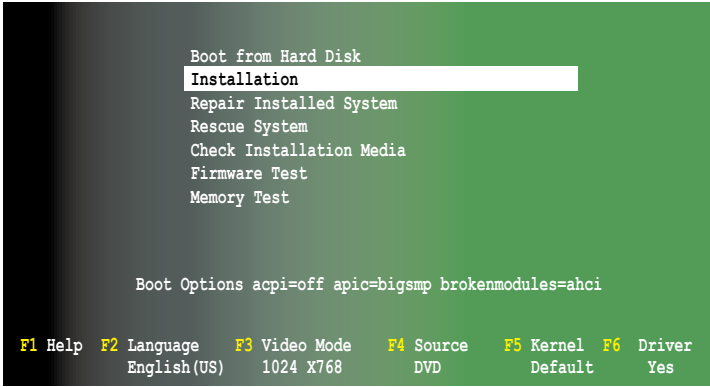 Boot from Hard Disk
Installation
Repair Installed System
Rescue System
Check Installation Media
Firmware Test
Memory Test
Boot Options acpi=off apic=bigsmp brokenmodules=ahci
F1 Help F2 Language F3 Video Mode F4 Source F5 Kernel F6 Driver
English(US) 1024 X768 DVD Default Yes